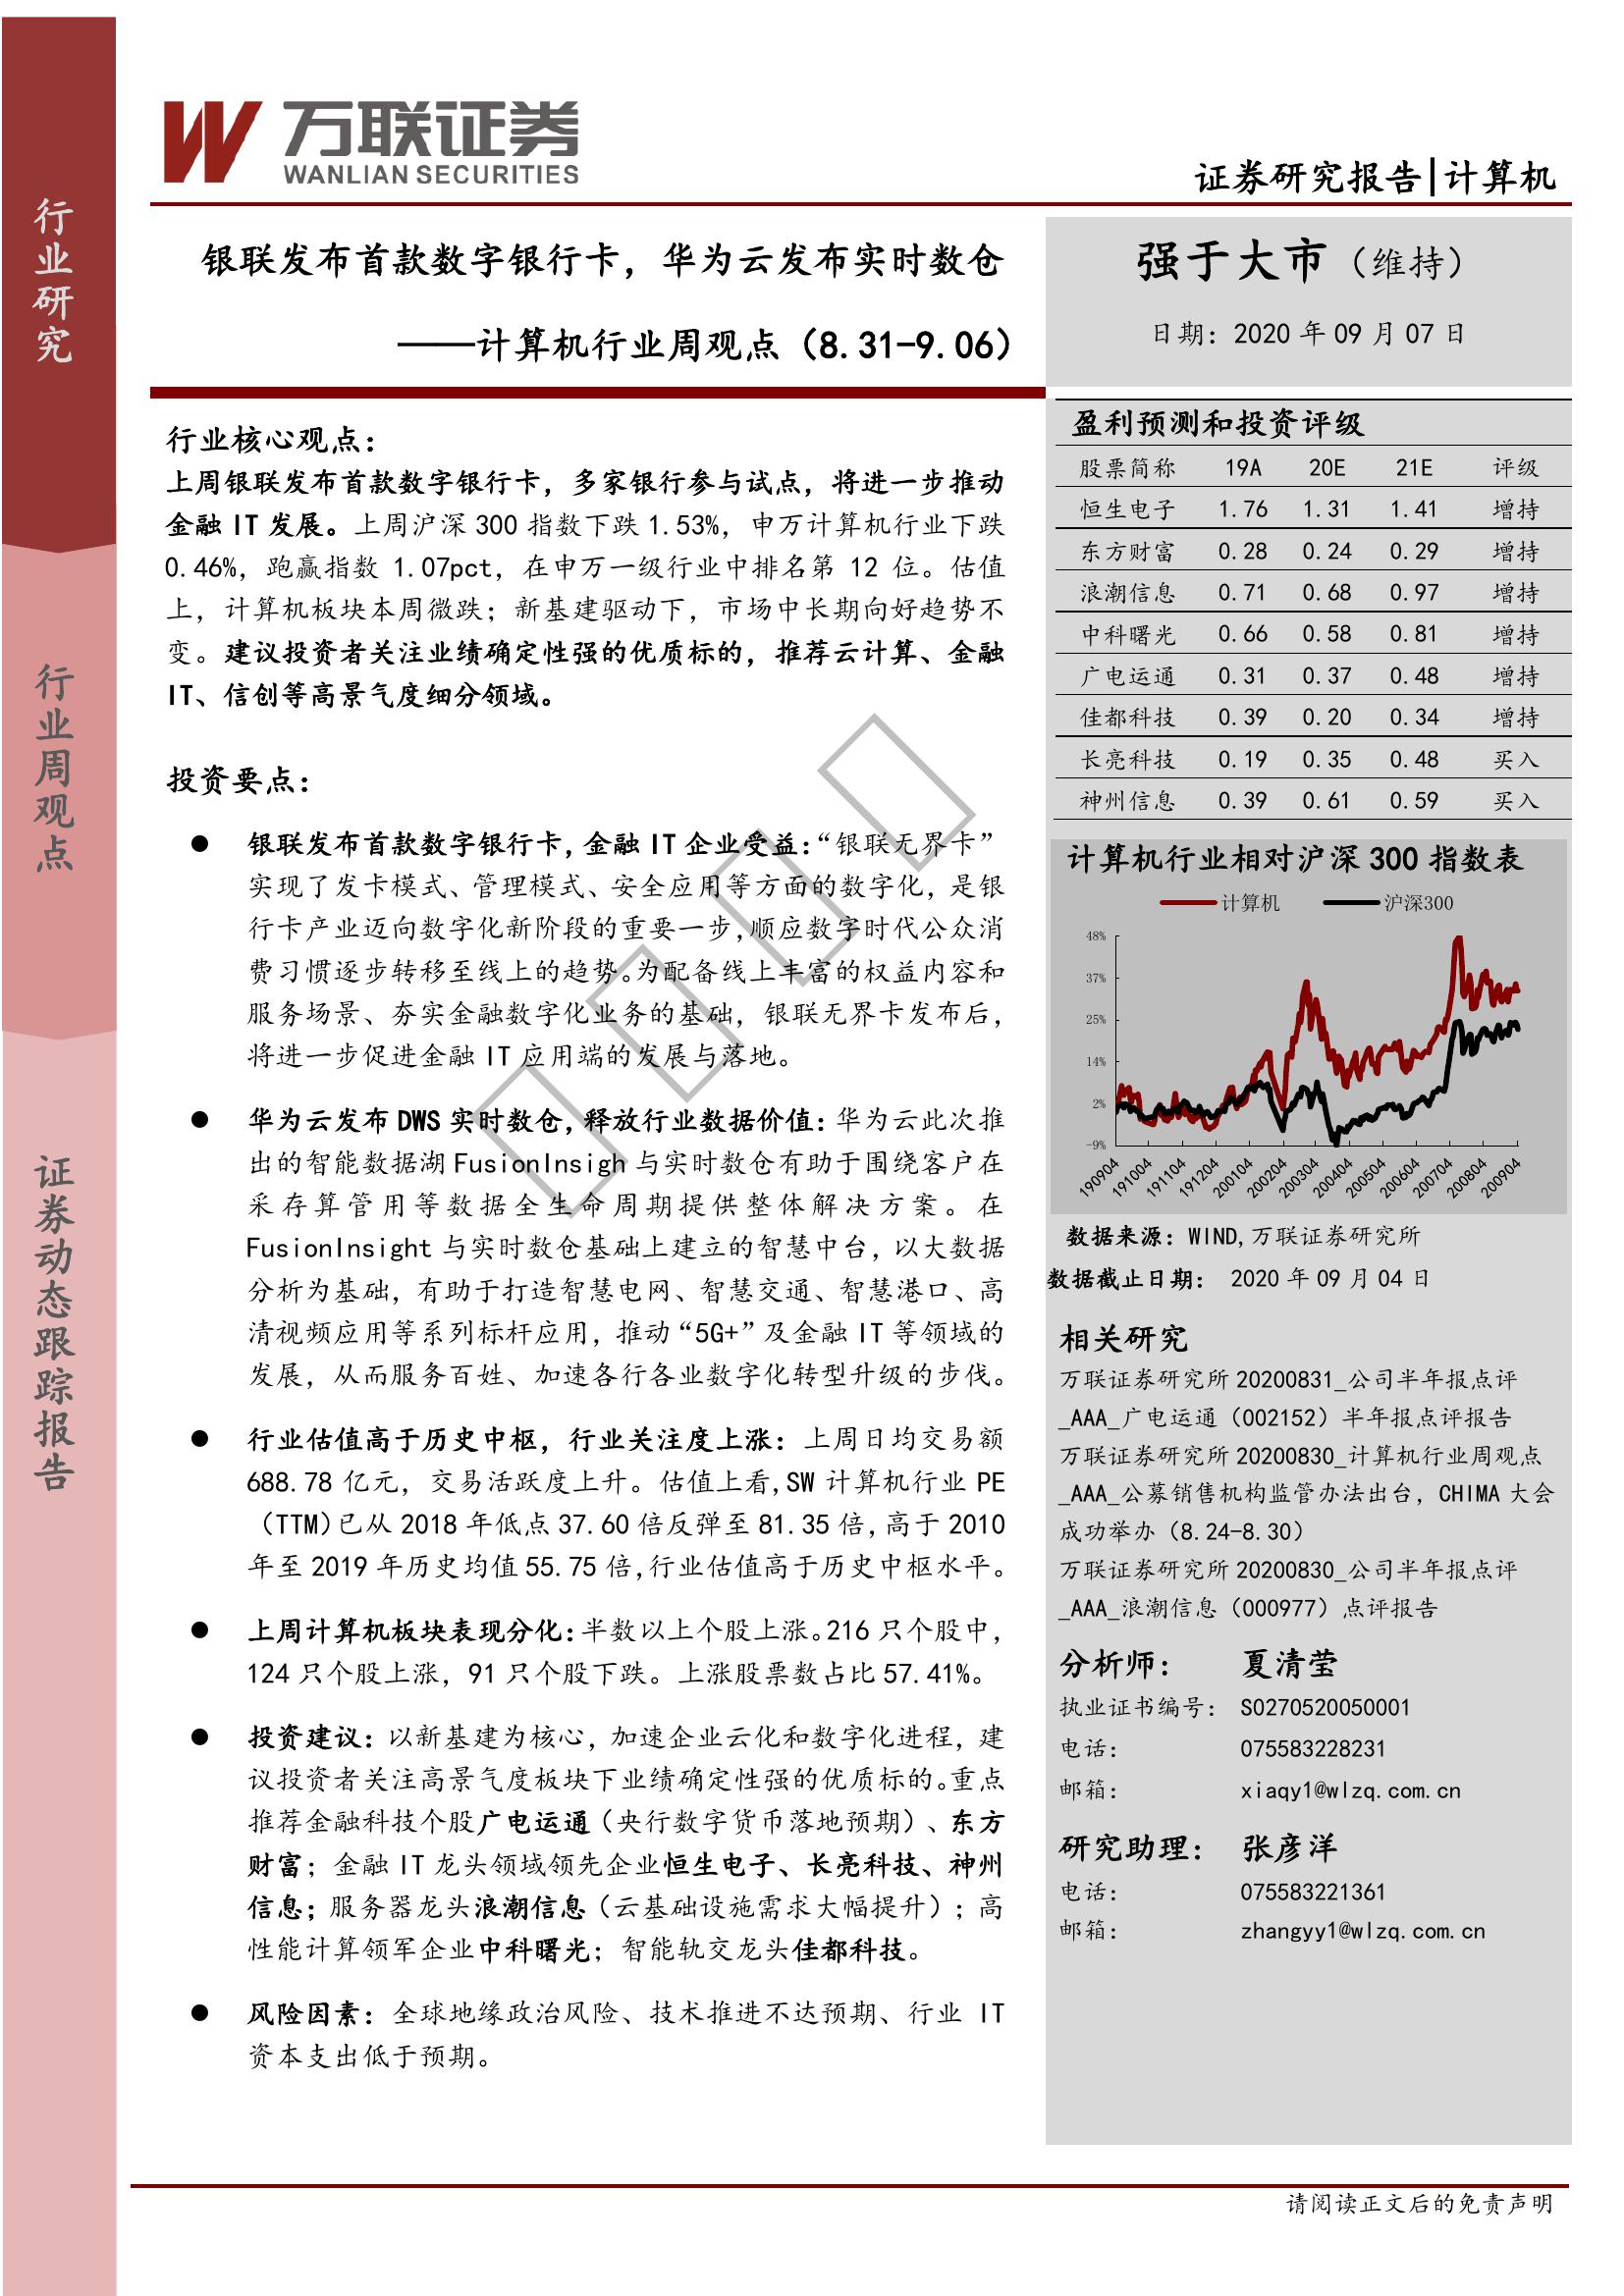 行业研究
行业周观点
证券动态跟踪报告
万联证券
WANLIAN SECURITIES
证券研究报告|计算机
银联发布首款数字银行卡，华为云发布实时数仓
——计算机行业周观点（8.31-9.06）
强于大市（维持）
日期：2020 年 09 月 07 日
行业核心观点：
上周银联发布首款数字银行卡，多家银行参与试点，将进一步推动
金融 IT 发展。上周沪深 300 指数下跌 1.53%，申万计算机行业下跌
0.46%，跑赢指数 1.07pct，在申万一级行业中排名第 12 位。估值
上，计算机板块本周微跌；新基建驱动下，市场中长期向好趋势不
变。建议投资者关注业绩确定性强的优质标的，推荐云计算、金融
IT、信创等高景气度细分领域。
投资要点：
● 银联发布首款数字银行卡，金融 IT 企业受益：“银联无界卡”
实现了发卡模式、管理模式、安全应用等方面的数字化，是银
行卡产业迈向数字化新阶段的重要一步，顺应数字时代公众消
费习惯逐步转移至线上的趋势。为配备线上丰富的权益内容和
服务场景、夯实金融数字化业务的基础，银联无界卡发布后，
将进一步促进金融 IT 应用端的发展与落地。
● 华为云发布 DWS 实时数仓，释放行业数据价值：华为云此次推
出的智能数据湖 FusionInsigh 与实时数仓有助于围绕客户在
采存算管用等数据全生命周期提供整体解决方案。在
FusionInsight 与实时数仓基础上建立的智慧中台，以大数据
分析为基础，有助于打造智慧电网、智慧交通、智慧港口、高
清视频应用等系列标杆应用，推动“5G+”及金融 IT 等领域的
发展，从而服务百姓、加速各行各业数字化转型升级的步伐。
● 行业估值高于历史中枢，行业关注度上涨：上周日均交易额
688.78 亿元，交易活跃度上升。估值上看，SW 计算机行业 PE
（TTM）已从 2018 年低点 37.60 倍反弹至 81.35 倍，高于 2010
年至 2019 年历史均值 55.75 倍，行业估值高于历史中枢水平。
● 上周计算机板块表现分化：半数以上个股上涨。216 只个股中，
124 只个股上涨，91 只个股下跌。上涨股票数占比 57.41%。
● 投资建议：以新基建为核心，加速企业云化和数字化进程，建
议投资者关注高景气度板块下业绩确定性强的优质标的。重点
推荐金融科技个股广电运通（央行数字货币落地预期）、东方
财富；金融 IT 龙头领域领先企业恒生电子、长亮科技、神州
信息；服务器龙头浪潮信息（云基础设施需求大幅提升）；高
性能计算领军企业中科曙光；智能轨交龙头佳都科技。
● 风险因素：全球地缘政治风险、技术推进不达预期、行业 IT
资本支出低于预期。
盈利预测和投资评级
股票简称 19A 20E 21E 评级
恒生电子 1.76 1.31 1.41 增持
东方财富 0.28 0.24 0.29 增持
浪潮信息 0.71 0.68 0.97 增持
中科曙光 0.66 0.58 0.81 增持
广电运通 0.31 0.37 0.48 增持
佳都科技 0.39 0.20 0.34 增持
长亮科技 0.19 0.35 0.48 买入
神州信息 0.39 0.61 0.59 买入
计算机行业相对沪深 300 指数表
计算机 沪深300
48%
37%
25%
14%
2%
-9%
190904 191004 191104 191204 200104 200204 200304 200404 200504 200604 200704 200804 200904
数据来源：WIND,万联证券研究所
数据截止日期： 2020 年 09 月 04 日
相关研究
万联证券研究所 20200831_公司半年报点评
_AAA_广电运通（002152）半年报点评报告
万联证券研究所 20200830_计算机行业周观点
_AAA_公募销售机构监管办法出台，CHIMA 大会
成功举办（8.24-8.30）
万联证券研究所 20200830_公司半年报点评
_AAA_浪潮信息（000977）点评报告
分析师： 夏清莹
执业证书编号： S0270520050001
电话： 075583228231
邮箱： xiaqy1@wlzq.com.cn
研究助理： 张彦洋
电话： 075583221361
邮箱： zhangyy1@wlzq.com.cn
请阅读正文后的免责声明